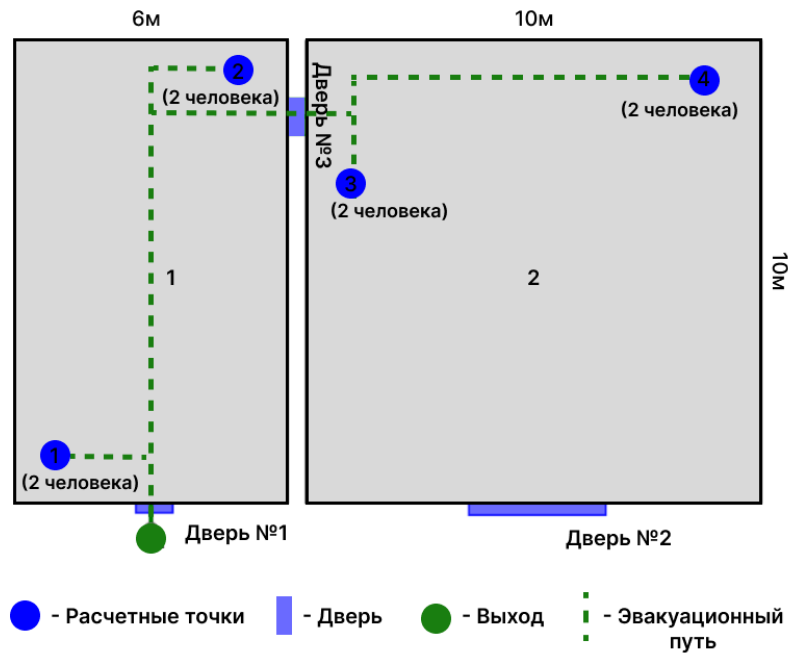 6м
10м
2
(2 человека)
Дверь №3
4
(2 человека)
3
(2 человека)
1
2
10м
1
(2 человека)
Дверь №1
Дверь №2
- Расчетные точки
- Дверь
- Выход
- Эвакуационный
путь